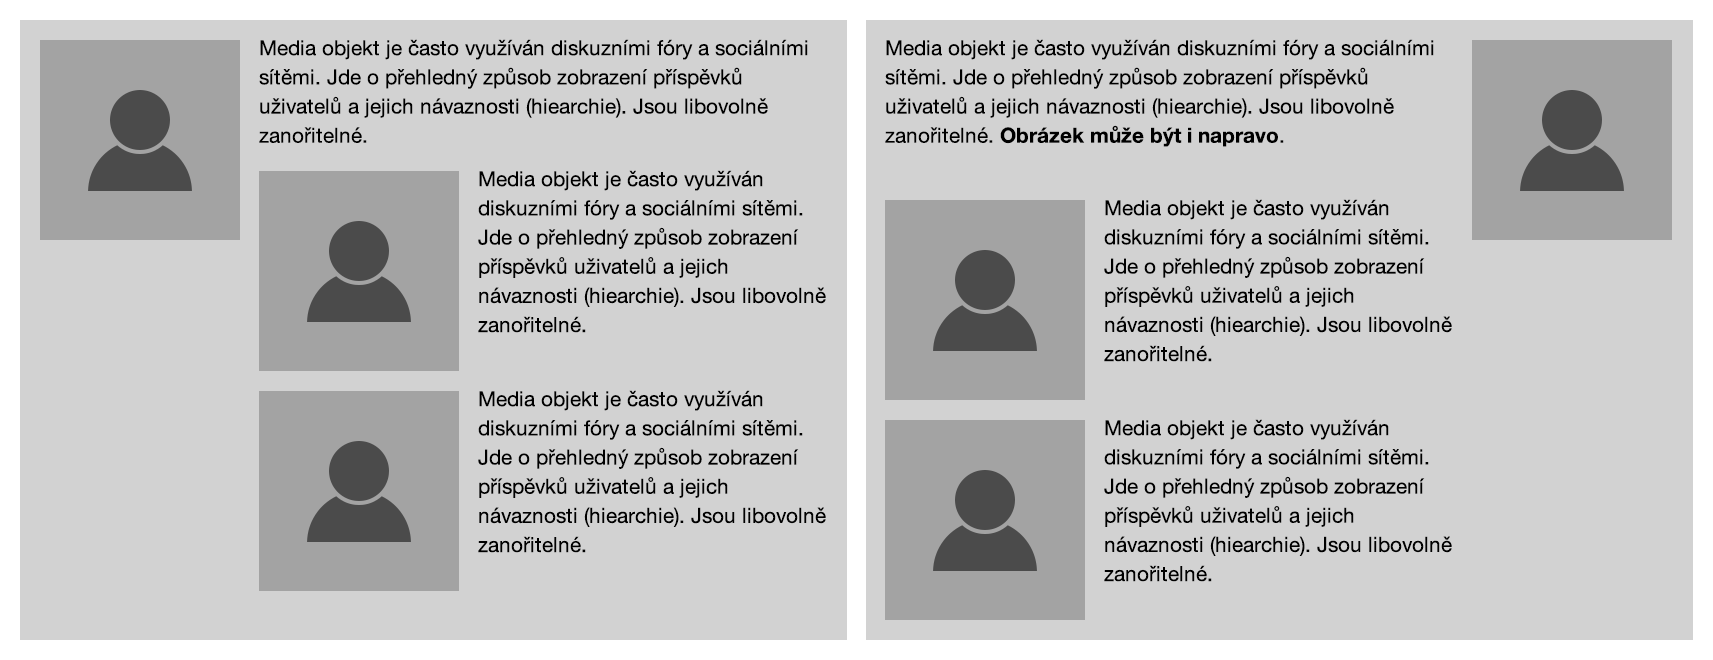 Media objekt je často využíván diskuzními fóry a sociálními
sítěmi. Jde o přehledný způsob zobrazení příspěvků
uživatelů a jejich návaznosti (hiearchie). Jsou libovolně
zanořitelné.
Media objekt je často využíván
diskuzními fóry a sociálními sítěmi.
Jde o přehledný způsob zobrazení
příspěvků uživatelů a jejich
návaznosti (hiearchie). Jsou libovolně
zanořitelné.
Media objekt je často využíván
diskuzními fóry a sociálními sítěmi.
Jde o přehledný způsob zobrazení
příspěvků uživatelů a jejich
návaznosti (hiearchie). Jsou libovolně
zanořitelné.
Media objekt je často využíván diskuzními fóry a sociálními
sítěmi. Jde o přehledný způsob zobrazení příspěvků
uživatelů a jejich návaznosti (hiearchie). Jsou libovolně
zanořitelné. Obrázek může být i napravo.
Media objekt je často využíván
diskuzními fóry a sociálními sítěmi.
Jde o přehledný způsob zobrazení
příspěvků uživatelů a jejich
návaznosti (hiearchie). Jsou libovolně
zanořitelné.
Media objekt je často využíván
diskuzními fóry a sociálními sítěmi.
Jde o přehledný způsob zobrazení
příspěvků uživatelů a jejich
návaznosti (hiearchie). Jsou libovolně
zanořitelné.